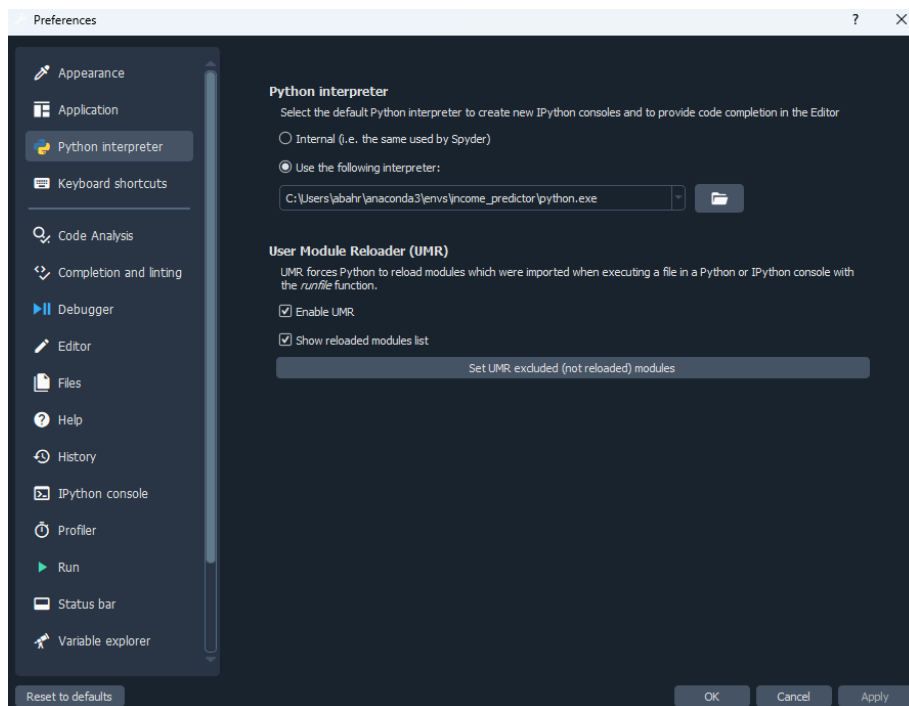 Preferences
?
Appearance
Application
Python interpreter
Keyboard shortcuts
Code Analysis
Completion and linting
Debugger
Editor
Files
Help
History
IPython console
Profiler
Run
Status bar
Variable explorer
Python interpreter
Select the default Python interpreter to create new IPython consoles and to provide code completion in the Editor
Internal (i.e. the same used by Spyder)
Use the following interpreter:
C:\Users\abahr\anaconda3\envs\income_predictor\python.exe
User Module Reloader (UMR)
UMR forces Python to reload modules which were imported when executing a file in a Python or IPython console with
the runfile function.
Enable UMR
Show reloaded modules list
Set UMR excluded (not reloaded) modules
Reset to defaults
OK
Cancel
Apply